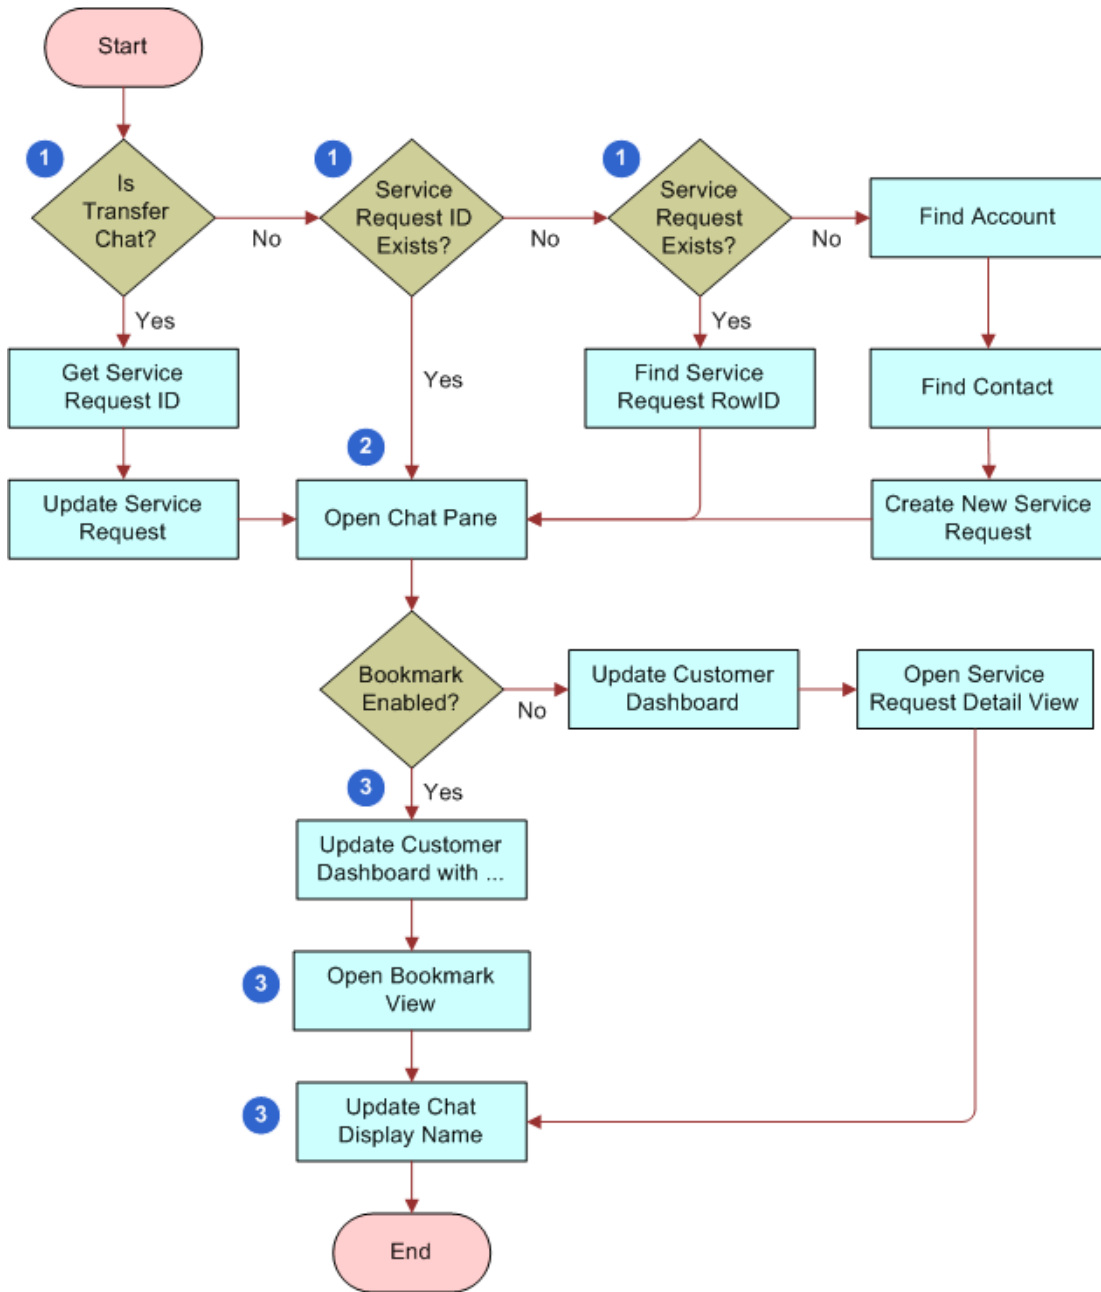 Start
1
Is
Transfer
Chat?
No
1
Service
Request ID
Exists?
No
1
Service
Request
Exists?
No
Find Account
Yes
Get Service
Request ID
Yes
Yes
Find Service
Request RowID
Find Contact
Update Service
Request
2
Open Chat Pane
Create New Service
Request
Bookmark
Enabled?
No
Update Customer
Dashboard
Open Service
Request Detail View
3
Yes
Update Customer
Dashboard with ...
3
Open Bookmark
View
3
Update Chat
Display Name
End